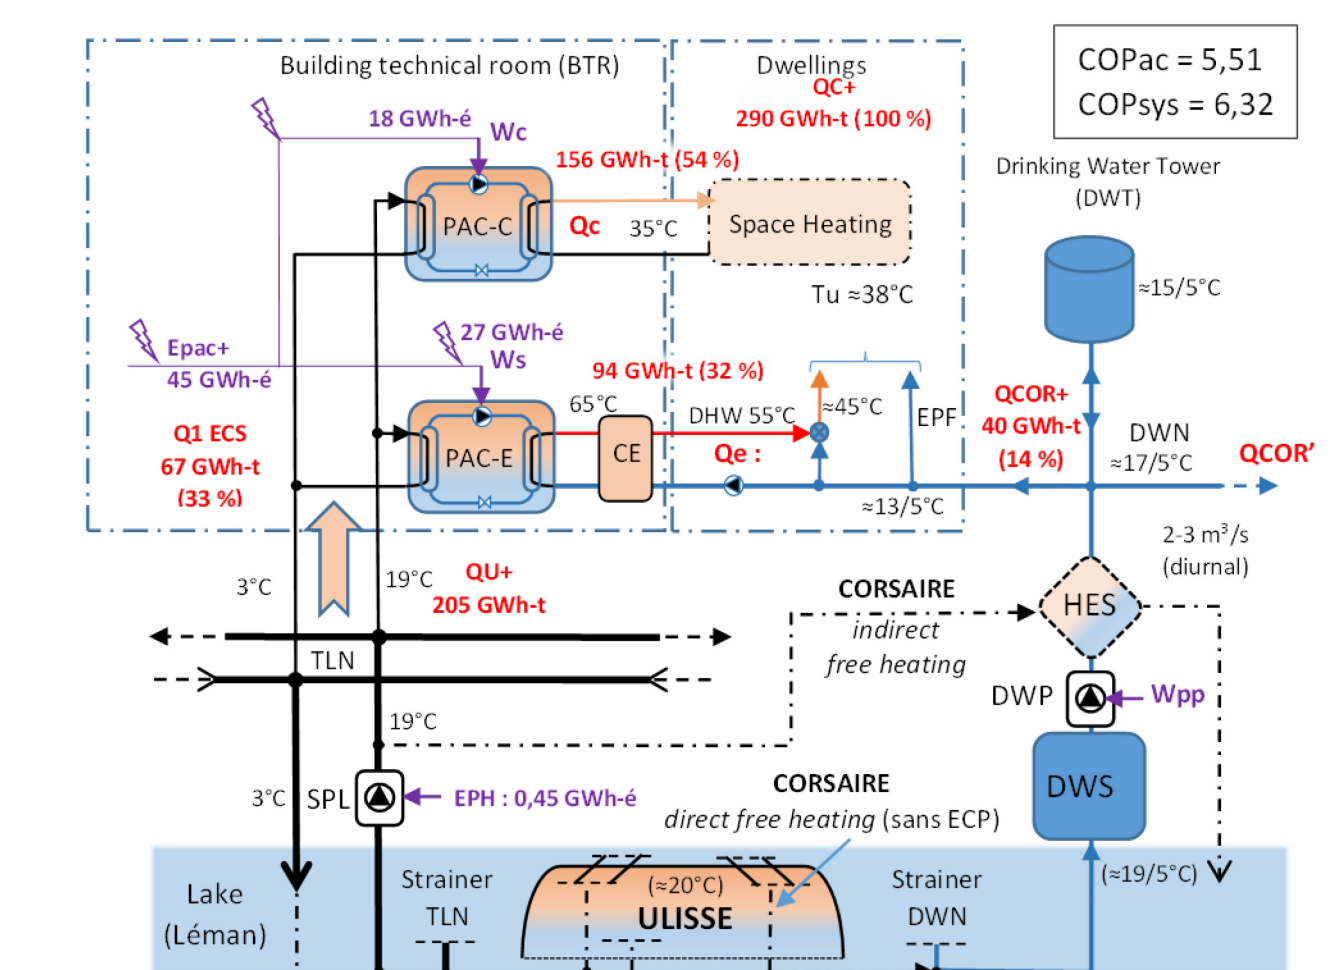 Building technical room (BTR)
Dwellings
QC+
290 GWh-t (100 %)
COPac = 5,51
COPsys = 6,32
18 GWh-é
Wc
156 GWh-t (54 %)
Drinking Water Tower
(DWT)
PAC-C
Qc
35°C
Space Heating
Tu ≈38°C
≈15/5°C
Epac+
45 GWh-é
27 GWh-é
Ws
94 GWh-t (32 %)
65°C
DHW 55°C
≈45°C
EPF
QCOR+
40 GWh-t
(14 %)
DWN
≈17/5°C
QCOR’
Q1 ECS
67 GWh-t
(33 %)
PAC-E
CE
Qe :
≈13/5°C
2-3 m³/s
(diurnal)
3°C
19°C
QU+
205 GWh-t
CORSAIRE
indirect
free heating
HES
TLN
DWP
Wpp
19°C
3°C
SPL
EPH : 0,45 GWh-é
CORSAIRE
direct free heating (sans ECP)
DWS
Lake
(Léman)
Strainer
TLN
(≈20°C)
ULISSE
Strainer
DWN
(≈19/5°C)